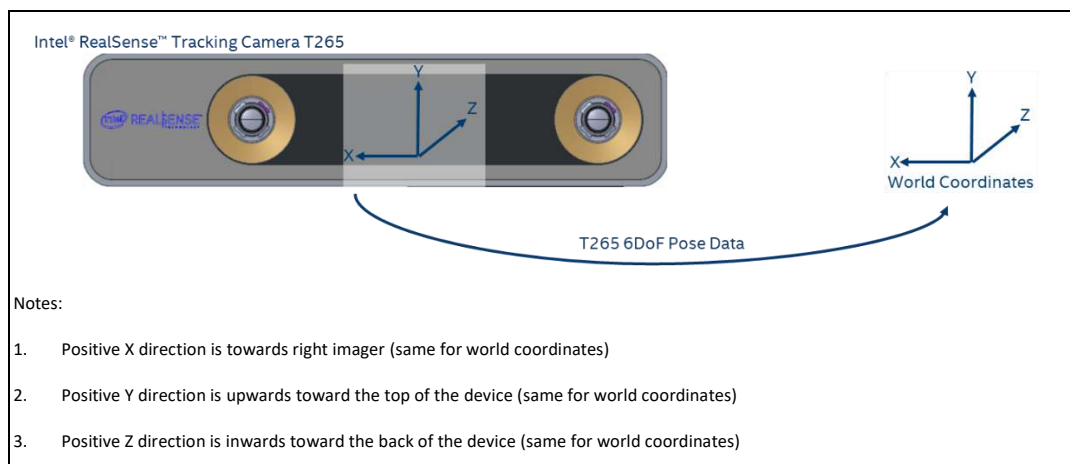 Intel® RealSense™ Tracking Camera T265
intel REALSENSE
TECHNOLOGY
Y
Z
X
Y
Z
X
World Coordinates
T265 6DoF Pose Data
Notes:
1. Positive X direction is towards right imager (same for world coordinates)
2. Positive Y direction is upwards toward the top of the device (same for world coordinates)
3. Positive Z direction is inwards toward the back of the device (same for world coordinates)